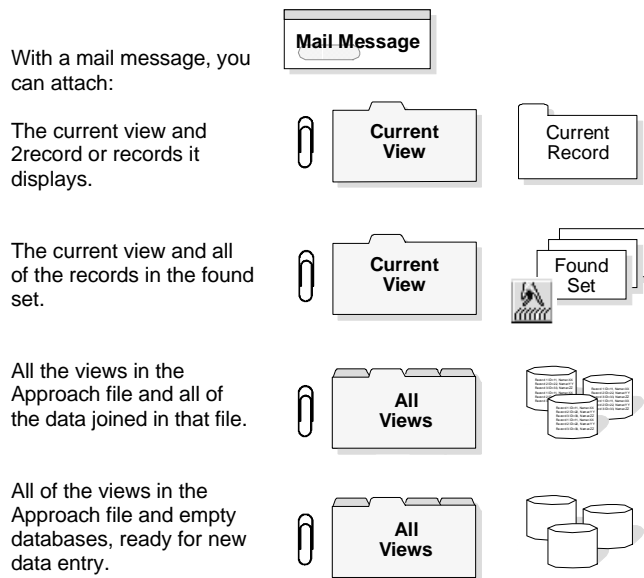 Mail Message
With a mail message, you
can attach:
The current view and
2record or records it
displays.
Current
View
Current
Record
The current view and all
of the records in the found
set.
Current
View
Found
Set
All the views in the
Approach file and all of
the data joined in that file.
All
Views
All of the views in the
Approach file and empty
databases, ready for new
data entry.
All
Views